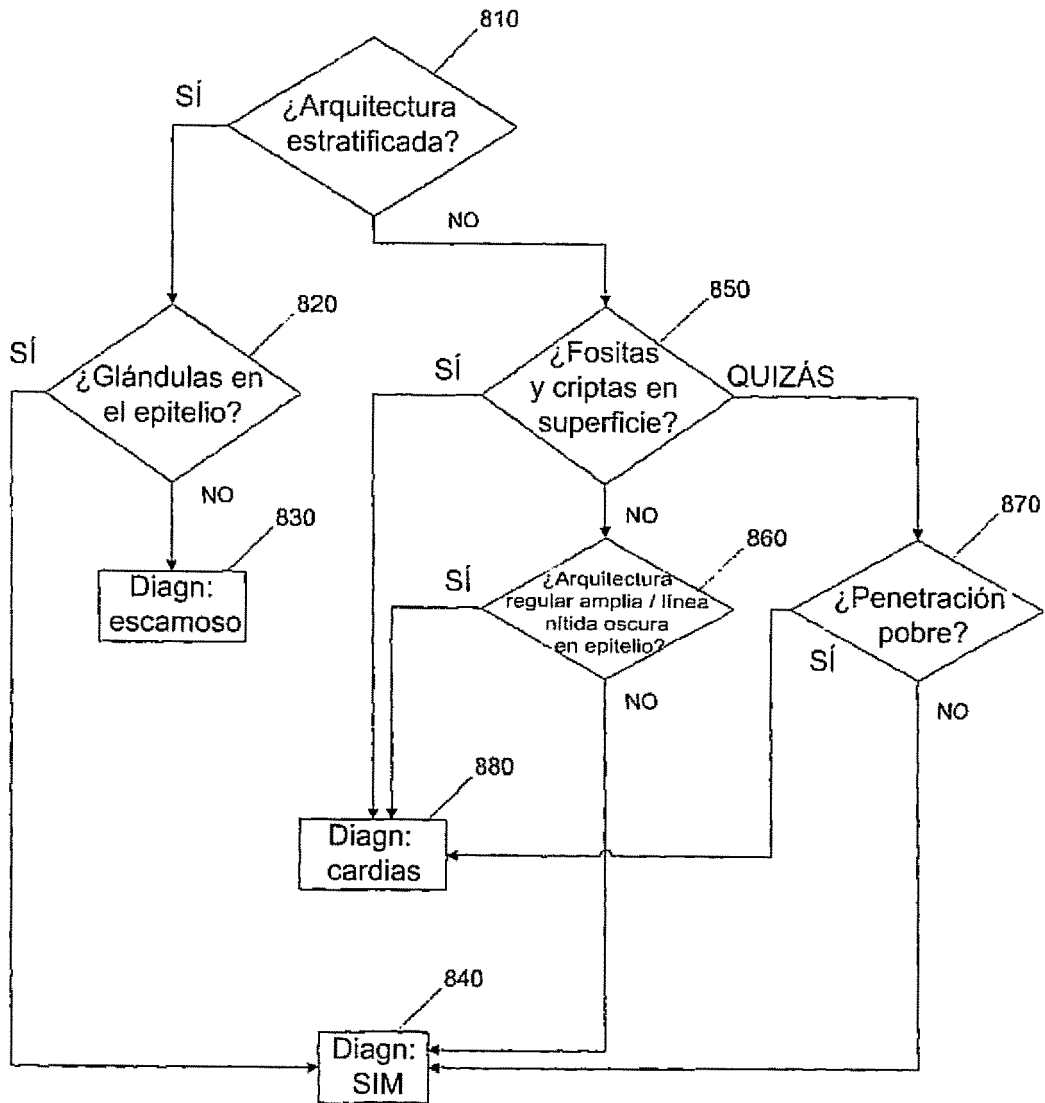 810
SÍ
¿Arquitectura
estratificada?
NO
820
SÍ
¿Glándulas en
el epitelio?
NO
830
Diagn:
escamoso
850
SÍ
¿Fositas
y criptas en
superficie?
QUIZÁS
NO
860
SÍ
¿Arquitectura
regular amplia / línea
nítida oscura
en epitelio?
NO
870
¿Penetración
pobre?
SÍ
NO
880
Diagn:
cardias
840
Diagn:
SIM